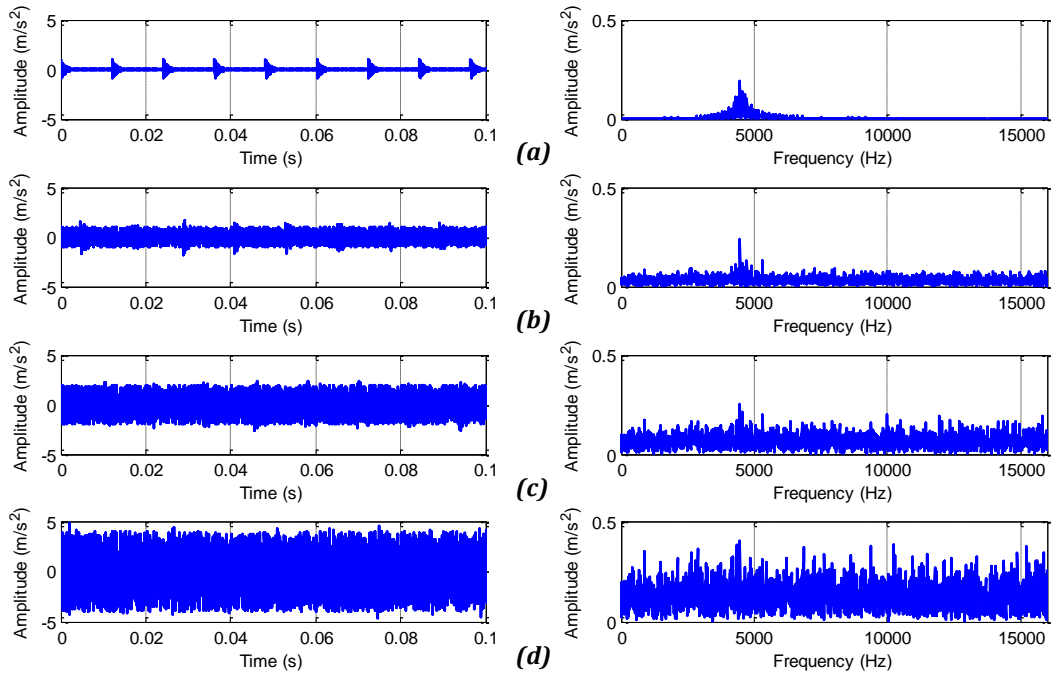 5
0
-5
Amplitude (m/s²)
0 0.02 0.04 0.06 0.08 0.1
Time (s)
0.5
0
Amplitude (m/s²)
0 5000 10000 15000
Frequency (Hz)
(a)
5
0
-5
Amplitude (m/s²)
0 0.02 0.04 0.06 0.08 0.1
Time (s)
0.5
0
Amplitude (m/s²)
0 5000 10000 15000
Frequency (Hz)
(b)
5
0
-5
Amplitude (m/s²)
0 0.02 0.04 0.06 0.08 0.1
Time (s)
0.5
0
Amplitude (m/s²)
0 5000 10000 15000
Frequency (Hz)
(c)
5
0
-5
Amplitude (m/s²)
0 0.02 0.04 0.06 0.08 0.1
Time (s)
0.5
0
Amplitude (m/s²)
0 5000 10000 15000
Frequency (Hz)
(d)